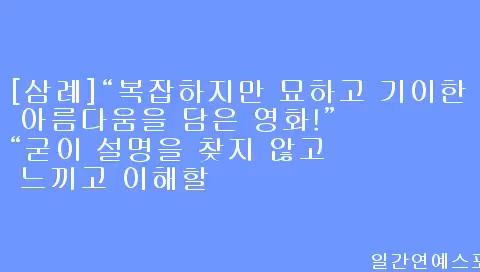 [삼례]“복잡하지만 묘하고 기이한
아름다움을 담은 영화!”
“굳이 설명을 찾지 않고
느끼고 이해할
일간연예스포